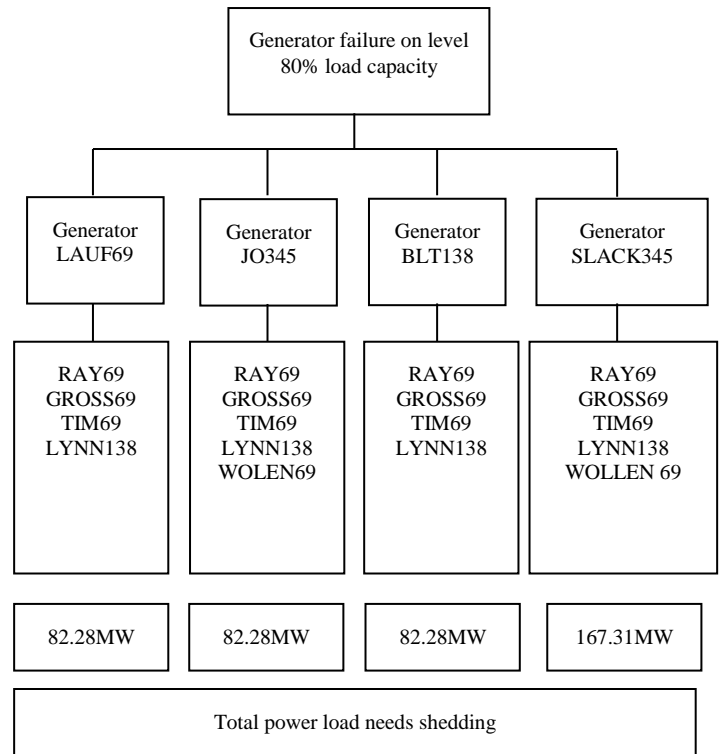 Generator failure on level
80% load capacity
Generator
LAUF69
Generator
JO345
Generator
BLT138
Generator
SLACK345
RAY69
GROSS69
TIM69
LYNN138
RAY69
GROSS69
TIM69
LYNN138
WOLEN69
RAY69
GROSS69
TIM69
LYNN138
RAY69
GROSS69
TIM69
LYNN138
WOLLEN 69
82.28MW
82.28MW
82.28MW
167.31MW
Total power load needs shedding